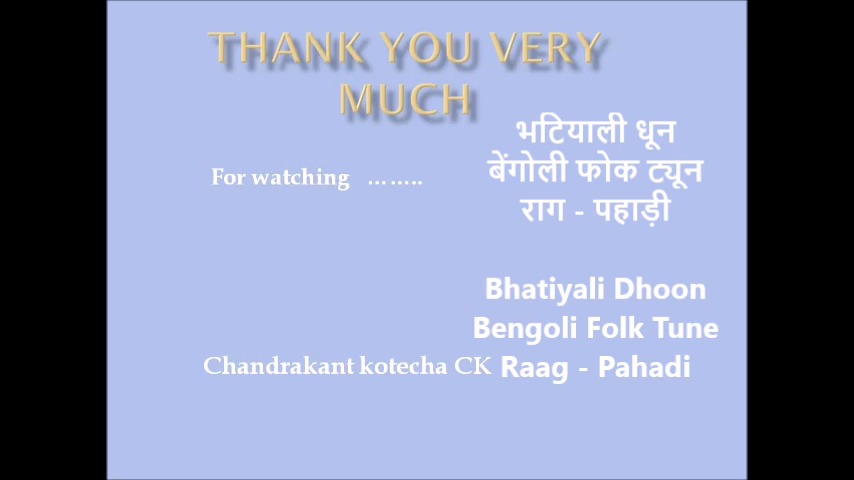 THANK YOU VERY
MUCH
For watching ........
भटियाली धून
बेंगोली फोक ट्यून
राग - पहाड़ी
Bhatiyali Dhoon
Bengoli Folk Tune
Raag - Pahadi
Chandrakant kotecha CK